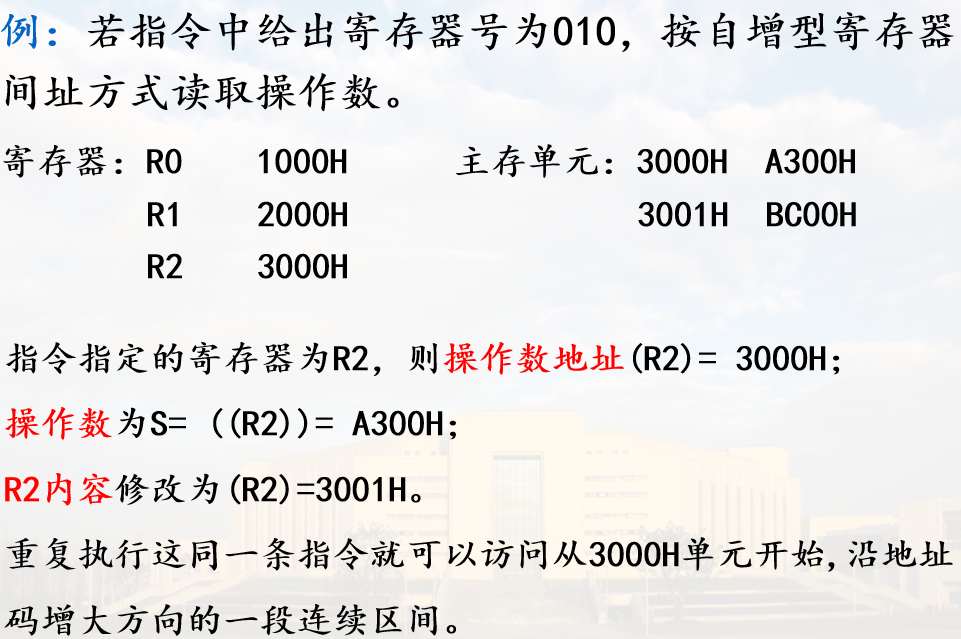 例：若指令中给出寄存器号为010，按自增型寄存器
间址方式读取操作数。
寄存器：R0 1000H 主存单元：3000H A300H
R1 2000H 3001H BC00H
R2 3000H
指令指定的寄存器为R2，则操作数地址(R2)= 3000H；
操作数为S= ((R2))= A300H；
R2内容修改为(R2)=3001H。
重复执行这同一条指令就可以访问从3000H单元开始,沿地址
码增大方向的一段连续区间。